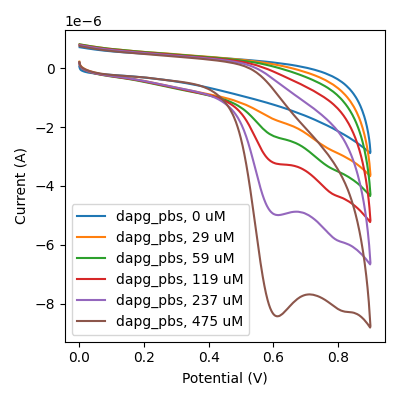 1e−6
0
−2
−4
−6
−8
Current (A)
dapg_pbs, 0 uM
dapg_pbs, 29 uM
dapg_pbs, 59 uM
dapg_pbs, 119 uM
dapg_pbs, 237 uM
dapg_pbs, 475 uM
0.0 0.2 0.4 0.6 0.8
Potential (V)